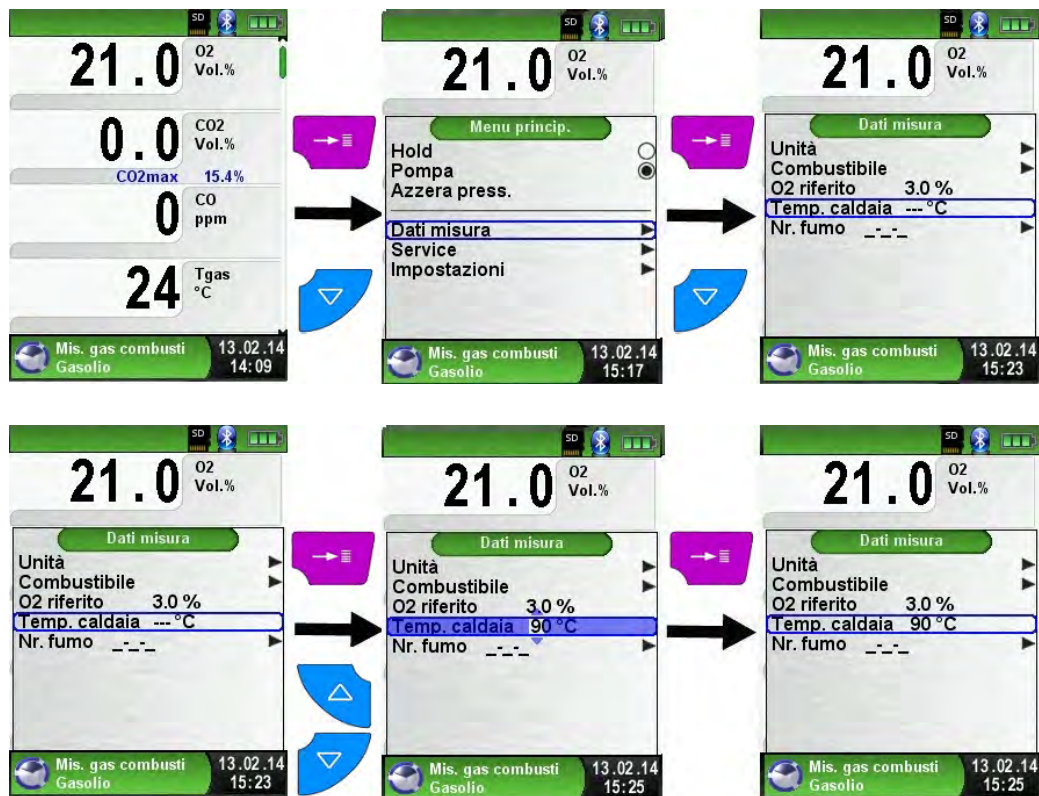 SD
21.0 O2 Vol.%
0.0 CO2 Vol.%
CO2max 15.4%
0 CO ppm
24 Tgas °C
Mis. gas combusti 13.02.14
Gasolio 14:09
SD
21.0 O2 Vol.%
Menu princip.
Hold
Pompa
Azzera press.
Dati misura
Service
Impostazioni
Mis. gas combusti 13.02.14
Gasolio 15:17
SD
21.0 O2 Vol.%
Dati misura
Unità
Combustibile
O2 riferito 3.0 %
Temp. caldaia --- °C
Nr. fumo _-_-_
Mis. gas combusti 13.02.14
Gasolio 15:23
SD
21.0 O2 Vol.%
Dati misura
Unità
Combustibile
O2 riferito 3.0 %
Temp. caldaia --- °C
Nr. fumo _-_-_
Mis. gas combusti 13.02.14
Gasolio 15:23
SD
21.0 O2 Vol.%
Dati misura
Unità
Combustibile
O2 riferito 3.0 %
Temp. caldaia 90 °C
Nr. fumo _-_-_
Mis. gas combusti 13.02.14
Gasolio 15:25
SD
21.0 O2 Vol.%
Dati misura
Unità
Combustibile
O2 riferito 3.0 %
Temp. caldaia 90 °C
Nr. fumo _-_-_
Mis. gas combusti 13.02.14
Gasolio 15:25